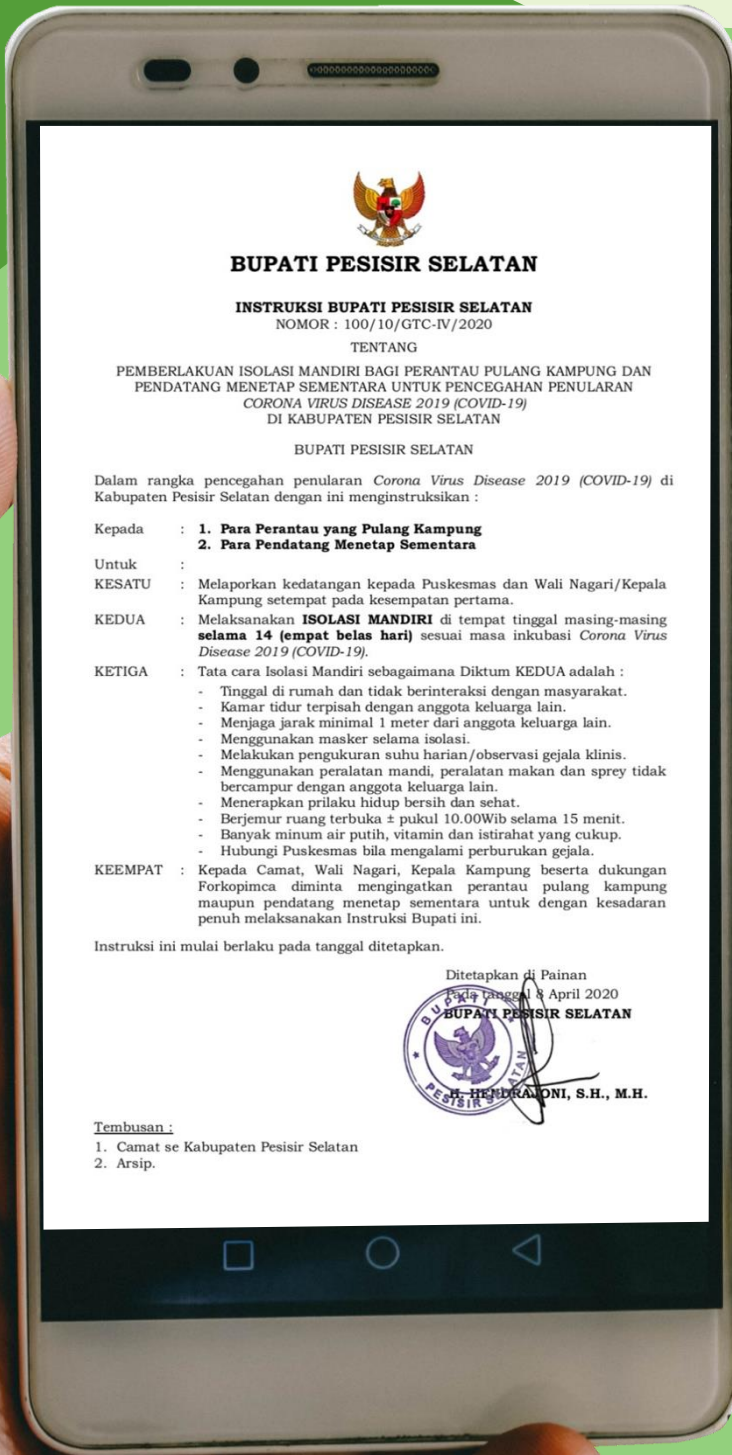 BUPATI PESISIR SELATAN
INSTRUKSI BUPATI PESISIR SELATAN
NOMOR : 100/10/GTC-IV/2020
TENTANG
PEMBERLAKUAN ISOLASI MANDIRI BAGI PERANTAU PULANG KAMPUNG DAN
PENDATANG MENETAP SEMENTARA UNTUK PENCEGAHAN PENULARAN
CORONA VIRUS DISEASE 2019 (COVID-19)
DI KABUPATEN PESISIR SELATAN
BUPATI PESISIR SELATAN
Dalam rangka pencegahan penularan Corona Virus Disease 2019 (COVID-19) di
Kabupaten Pesisir Selatan dengan ini menginstruksikan :
Kepada : 1. Para Perantau yang Pulang Kampung
2. Para Pendatang Menetap Sementara
Untuk :
KESATU : Melaporkan kedatangan kepada Puskesmas dan Wali Nagari/Kepala
Kampung setempat pada kesempatan pertama.
KEDUA : Melaksanakan ISOLASI MANDIRI di tempat tinggal masing-masing
selama 14 (empat belas hari) sesuai masa inkubasi Corona Virus
Disease 2019 (COVID-19).
KETIGA : Tata cara Isolasi Mandiri sebagaimana Diktum KEDUA adalah :
- Tinggal di rumah dan tidak berinteraksi dengan masyarakat.
- Kamar tidur terpisah dengan anggota keluarga lain.
- Menjaga jarak minimal 1 meter dari anggota keluarga lain.
- Menggunakan masker selama isolasi.
- Melakukan pengukuran suhu harian/observasi gejala klinis.
- Menggunakan peralatan mandi, peralatan makan dan sprey tidak
bercampur dengan anggota keluarga lain.
- Menerapkan prilaku hidup bersih dan sehat.
- Berjemur ruang terbuka ± pukul 10.00Wib selama 15 menit.
- Banyak minum air putih, vitamin dan istirahat yang cukup.
- Hubungi Puskesmas bila mengalami perburukan gejala.
KEEMPAT : Kepada Camat, Wali Nagari, Kepala Kampung beserta dukungan
Forkopimca diminta mengingatkan perantau pulang kampung
maupun pendatang menetap sementara untuk dengan kesadaran
penuh melaksanakan Instruksi Bupati ini.
Instruksi ini mulai berlaku pada tanggal ditetapkan.
Ditetapkan di Painan
Pada tanggal 8 April 2020
BUPATI PESISIR SELATAN
BUPATI
PESISIR SELATAN
H. HENDRAJONI, S.H., M.H.
Tembusan :
1. Camat se Kabupaten Pesisir Selatan
2. Arsip.